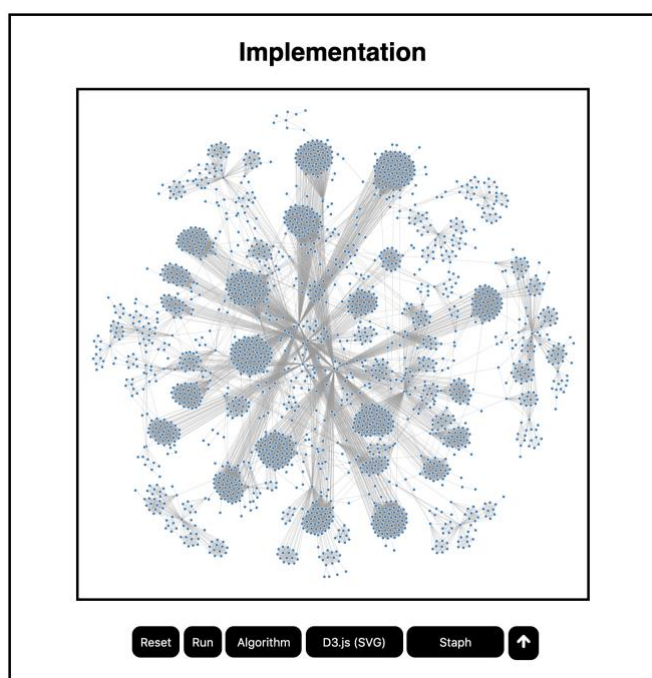 Implementation
Reset Run Algorithm D3.js (SVG) Staph